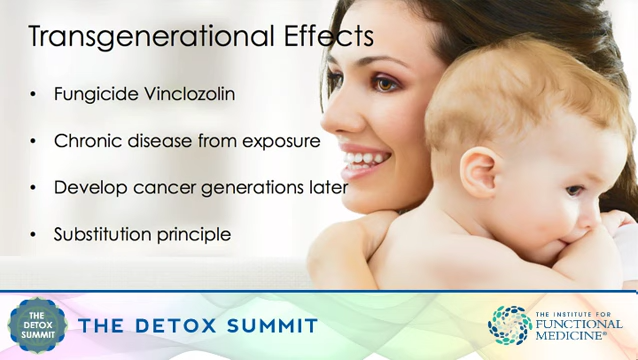 Transgenerational Effects
• Fungicide Vinclozolin
• Chronic disease from exposure
• Develop cancer generations later
• Substitution principle
THE
DETOX
SUMMIT
THE DETOX SUMMIT
THE INSTITUTE FOR
FUNCTIONAL
MEDICINE®